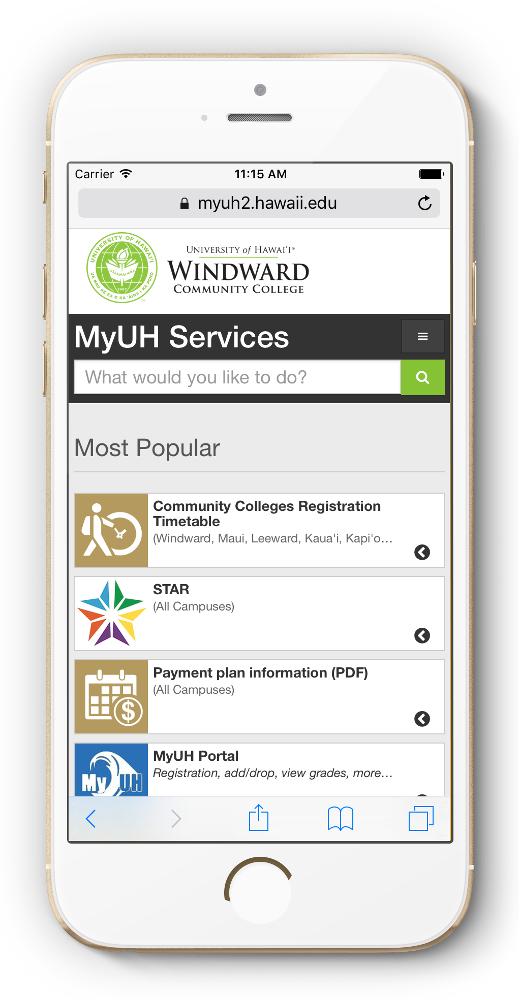 Carrier
11:15 AM
myuh2.hawaii.edu
UNIVERSITY OF HAWAI‘I
MĀLAMALAMA
1907
UA MAU KE EA O KA ‘ĀINA I KA PONO
™
UNIVERSITY of HAWAI‘I®
WINDWARD
COMMUNITY COLLEGE
MyUH Services
What would you like to do?
Most Popular
Community Colleges Registration
Timetable
(Windward, Maui, Leeward, Kaua'i, Kapi'o...
STAR
(All Campuses)
$
Payment plan information (PDF)
(All Campuses)
My UH
MyUH Portal
Registration, add/drop, view grades, more...